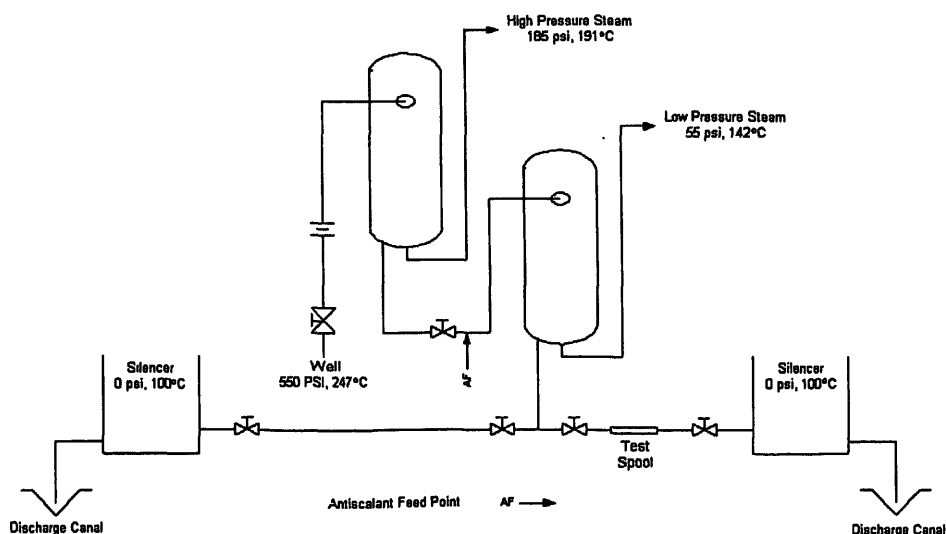 High Pressure Steam
185 psi, 191°C
Low Pressure Steam
55 psi, 142°C
Well
550 PSI, 247°C
AF
Silencer
0 psi, 100°C
Silencer
0 psi, 100°C
Test
Spool
Antiscalant Feed Point AF
Discharge Canal
Discharge Canal